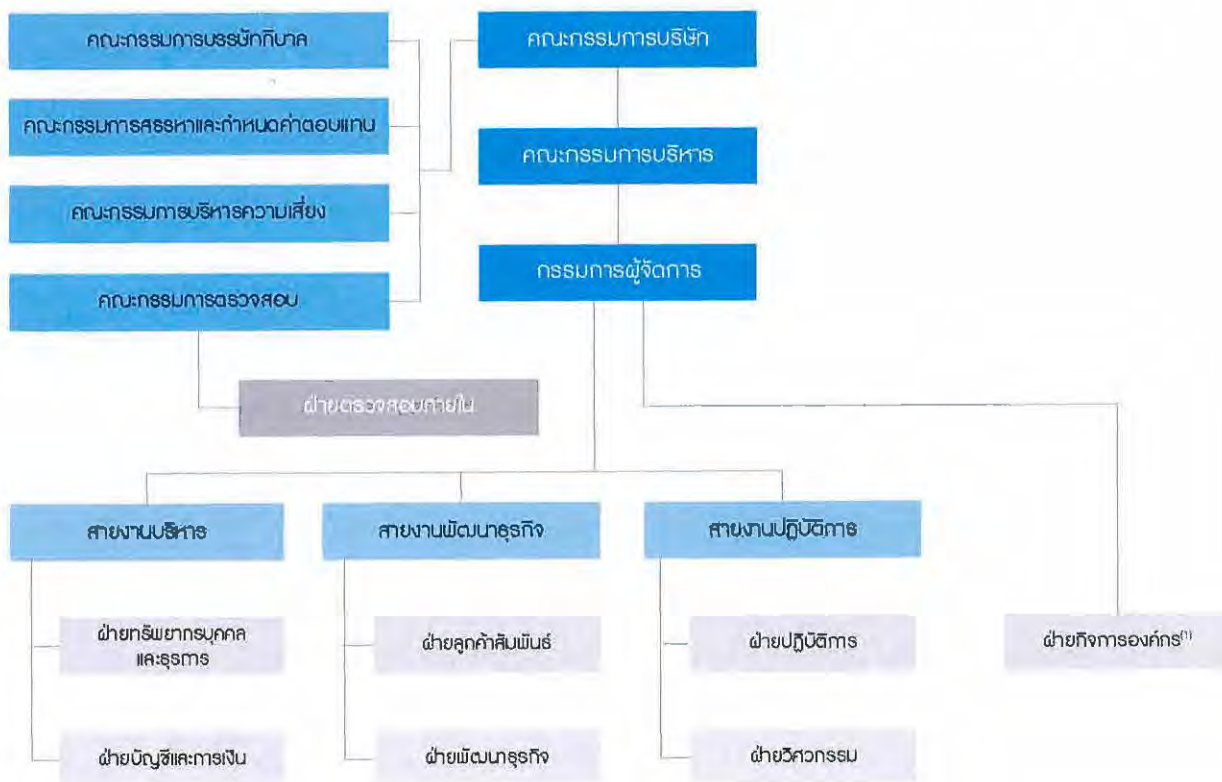 คณะกรรมการบรรษัทภิบาล
คณะกรรมการบริษัท
คณะกรรมการสรรหาและกำหนดค่าตอบแทน
คณะกรรมการบริหาร
คณะกรรมการบริหารความเสี่ยง
กรรมการผู้จัดการ
คณะกรรมการตรวจสอบ
ฝ่ายตรวจสอบภายใน
สายงานบริหาร
สายงานพัฒนาธุรกิจ
สายงานปฏิบัติการ
ฝ่ายทรัพยากรบุคคล
และธุรการ
ฝ่ายลูกค้าสัมพันธ์
ฝ่ายปฏิบัติการ
ฝ่ายกิจการองค์กร⁽¹⁾
ฝ่ายบัญชีและการเงิน
ฝ่ายพัฒนาธุรกิจ
ฝ่ายวิศวกรรม